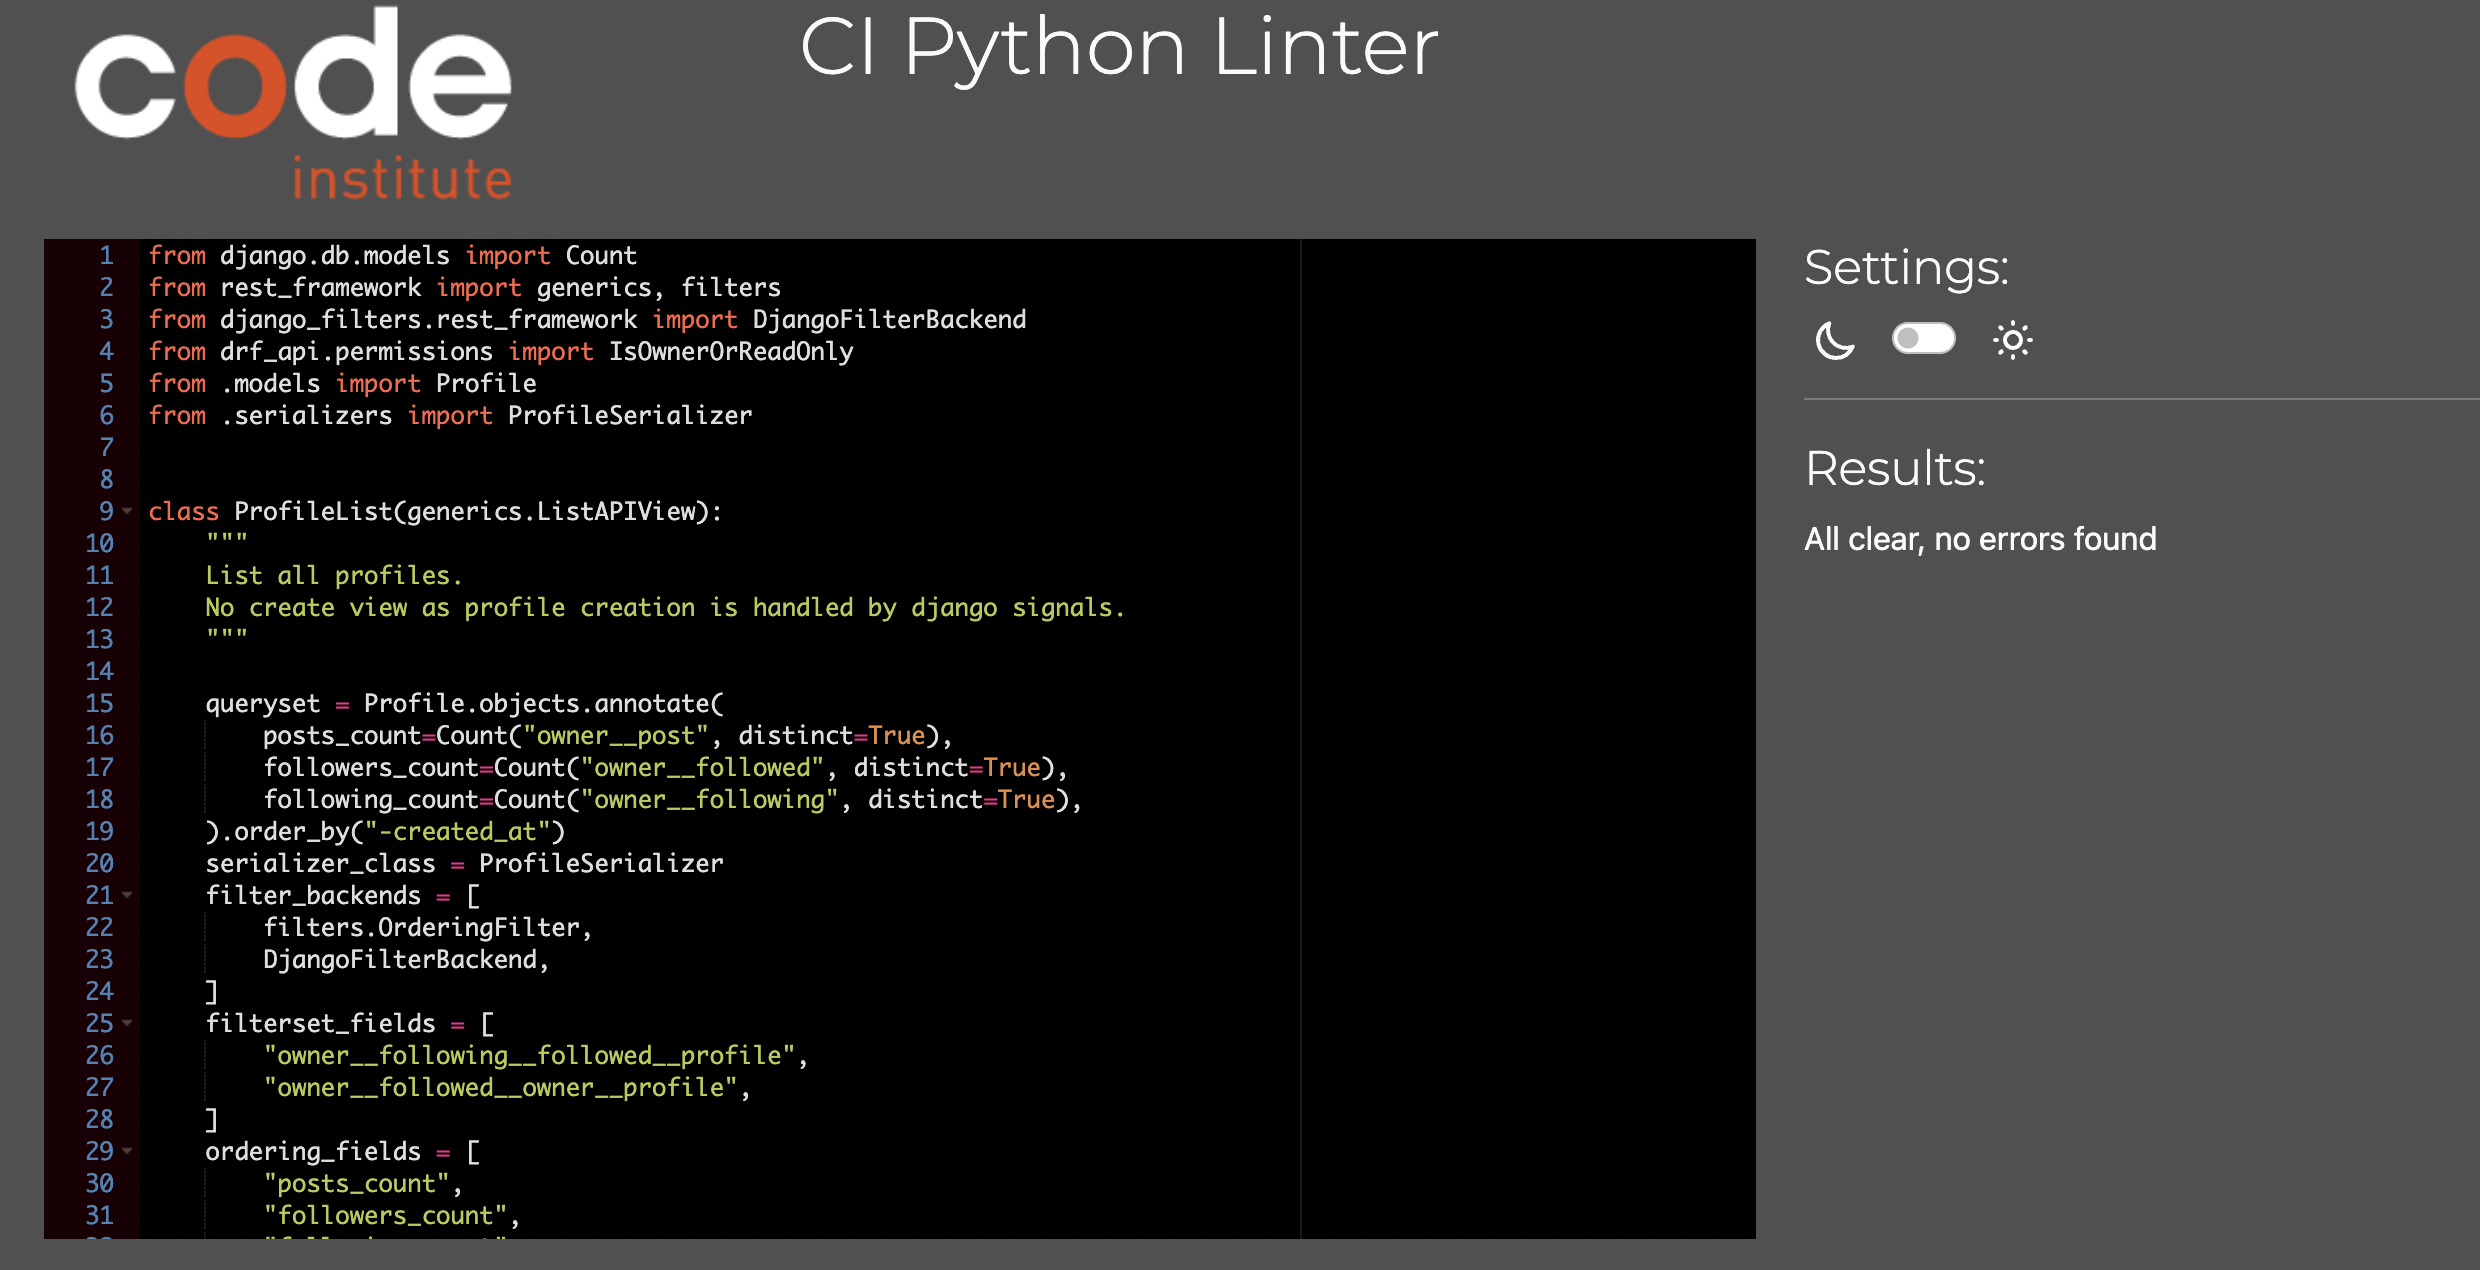 code
institute
CI Python Linter
1 from django.db.models import Count
2 from rest_framework import generics, filters
3 from django_filters.rest_framework import DjangoFilterBackend
4 from drf_api.permissions import IsOwnerOrReadOnly
5 from .models import Profile
6 from .serializers import ProfileSerializer
7
8
9 class ProfileList(generics.ListAPIView):
10     """
11     List all profiles.
12     No create view as profile creation is handled by django signals.
13     """
14
15     queryset = Profile.objects.annotate(
16         posts_count=Count("owner__post", distinct=True),
17         followers_count=Count("owner__followed", distinct=True),
18         following_count=Count("owner__following", distinct=True),
19     ).order_by("-created_at")
20     serializer_class = ProfileSerializer
21     filter_backends = [
22         filters.OrderingFilter,
23         DjangoFilterBackend,
24     ]
25     filterset_fields = [
26         "owner__following__followed__profile",
27         "owner__followed__owner__profile",
28     ]
29     ordering_fields = [
30         "posts_count",
31         "followers_count",
Settings:
Results:
All clear, no errors found